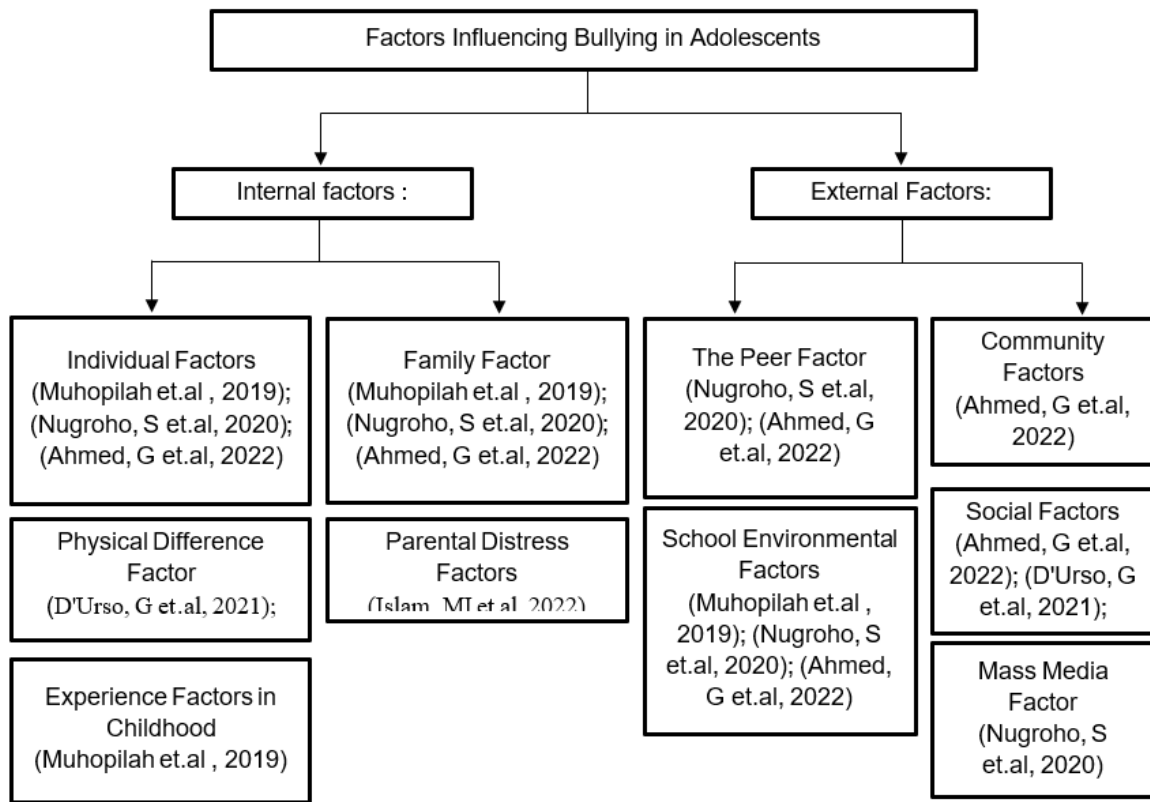 Factors Influencing Bullying in Adolescents
Internal factors :
External Factors:
Individual Factors
(Muhopilah et.al , 2019);
(Nugroho, S et.al, 2020);
(Ahmed, G et.al, 2022)
Family Factor
(Muhopilah et.al , 2019);
(Nugroho, S et.al, 2020);
(Ahmed, G et.al, 2022)
The Peer Factor
(Nugroho, S et.al,
2020); (Ahmed, G
et.al, 2022)
Community
Factors
(Ahmed, G et.al,
2022)
Physical Difference
Factor
(D'Urso, G et.al, 2021);
Parental Distress
Factors
(Islam, MI et.al, 2022)
School Environmental
Factors
(Muhopilah et.al ,
2019); (Nugroho, S
et.al, 2020); (Ahmed,
G et.al, 2022)
Social Factors
(Ahmed, G et.al,
2022); (D'Urso, G
et.al, 2021);
Experience Factors in
Childhood
(Muhopilah et.al , 2019)
Mass Media
Factor
(Nugroho, S
et.al, 2020)